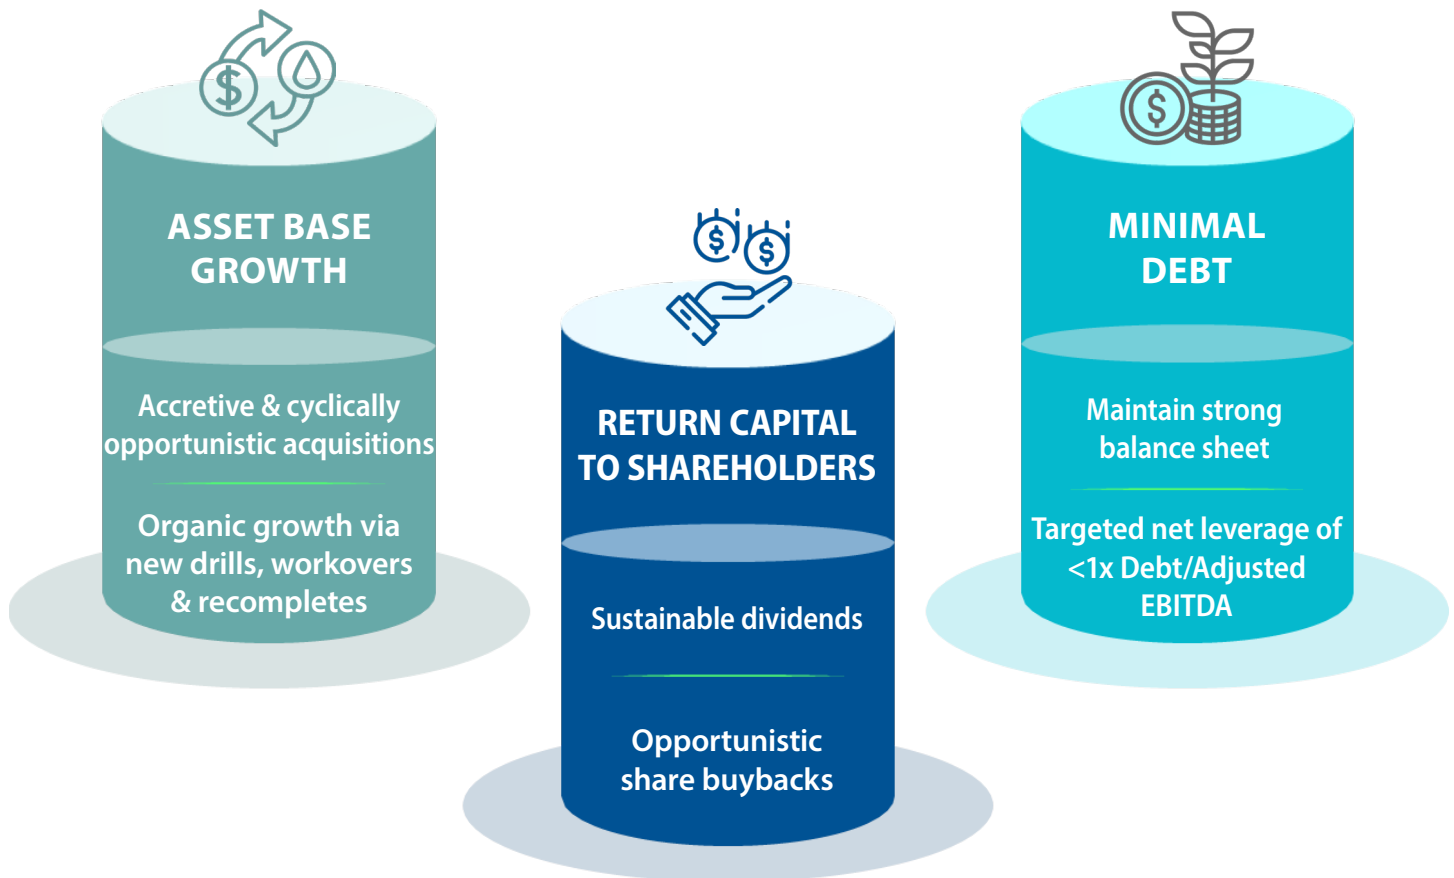 ASSET BASE
GROWTH
Accretive & cyclically
opportunistic acquisitions
Organic growth via
new drills, workovers
& recompletes
RETURN CAPITAL
TO SHAREHOLDERS
Sustainable dividends
Opportunistic
share buybacks
MINIMAL
DEBT
Maintain strong
balance sheet
Targeted net leverage of
<1x Debt/Adjusted
EBITDA